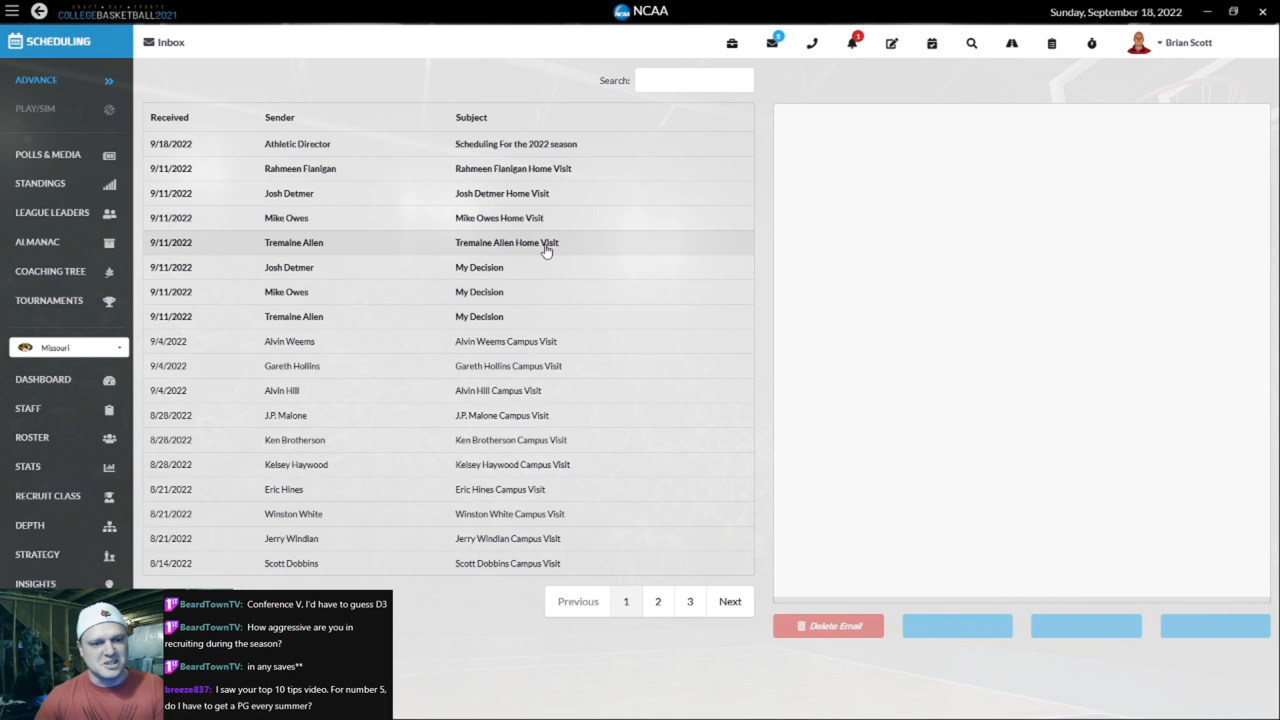 DRAFT DAY SPORTS
COLLEGEBASKETBALL2021
NCAA
Sunday, September 18, 2022
SCHEDULING
Inbox
8
1
Brian Scott
ADVANCE
PLAY/SIM
POLLS & MEDIA
STANDINGS
LEAGUE LEADERS
ALMANAC
COACHING TREE
TOURNAMENTS
Missouri
DASHBOARD
STAFF
ROSTER
STATS
RECRUIT CLASS
DEPTH
STRATEGY
INSIGHTS
Search:
Received Sender Subject
9/18/2022 Athletic Director Scheduling For the 2022 season
9/11/2022 Rahmeen Flanigan Rahmeen Flanigan Home Visit
9/11/2022 Josh Detmer Josh Detmer Home Visit
9/11/2022 Mike Owes Mike Owes Home Visit
9/11/2022 Tremaine Allen Tremaine Allen Home Visit
9/11/2022 Josh Detmer My Decision
9/11/2022 Mike Owes My Decision
9/11/2022 Tremaine Allen My Decision
9/4/2022 Alvin Weems Alvin Weems Campus Visit
9/4/2022 Gareth Hollins Gareth Hollins Campus Visit
9/4/2022 Alvin Hill Alvin Hill Campus Visit
8/28/2022 J.P. Malone J.P. Malone Campus Visit
8/28/2022 Ken Brotherson Ken Brotherson Campus Visit
8/28/2022 Kelsey Haywood Kelsey Haywood Campus Visit
8/21/2022 Eric Hines Eric Hines Campus Visit
8/21/2022 Winston White Winston White Campus Visit
8/21/2022 Jerry Windlan Jerry Windlan Campus Visit
8/14/2022 Scott Dobbins Scott Dobbins Campus Visit
Previous 1 2 3 Next
Delete Email
BeardTownTV: Conference V, I'd have to guess D3
BeardTownTV: How aggressive are you in
recruiting during the season?
BeardTownTV: in any saves**
breeze837: I saw your top 10 tips video. For number 5,
do I have to get a PG every summer?